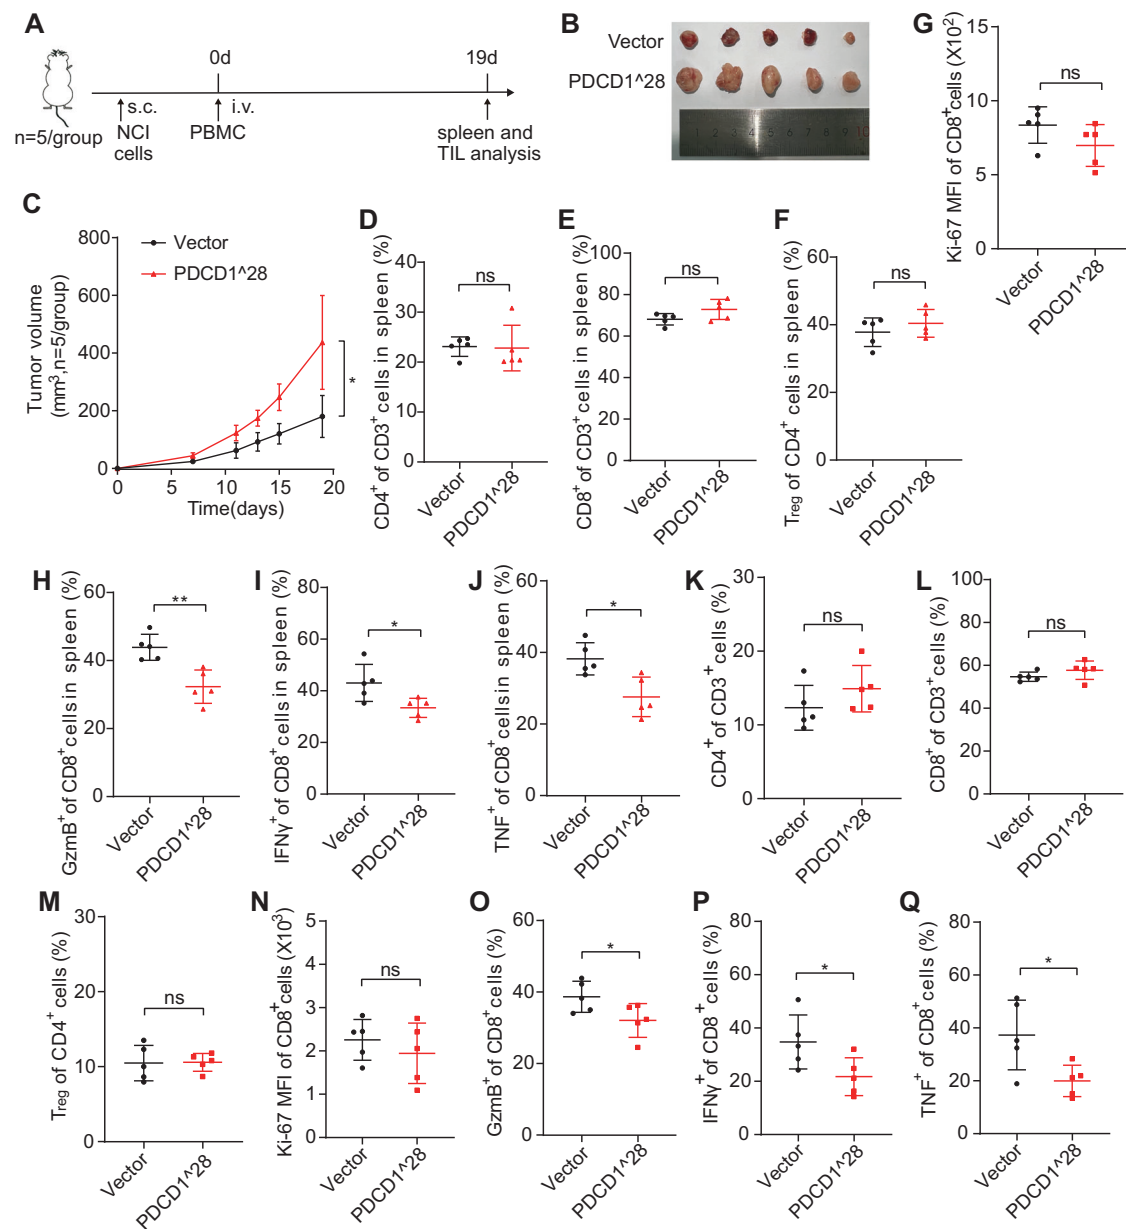 A
0d
19d
s.c.
i.v.
n=5/group
NCI
cells
PBMC
spleen and
TIL analysis
B
Vector
PDCD1^28
1 2 3 4 5 6 7 8 9 10
C
Tumor volume
(mm³,n=5/group)
800
600
400
200
0
0 5 10 15 20
Time(days)
Vector
PDCD1^28
*
D
CD4⁺ of CD3⁺ cells in spleen (%)
40
30
20
10
0
ns
Vector
PDCD1^28
E
CD8⁺ of CD3⁺ cells in spleen (%)
100
80
60
40
20
0
ns
Vector
PDCD1^28
F
Treg of CD4⁺ cells in spleen (%)
60
40
20
0
ns
Vector
PDCD1^28
G
Ki-67 MFI of CD8⁺cells (X10²)
15
10
5
0
ns
Vector
PDCD1^28
H
GzmB⁺ of CD8⁺cells in spleen (%)
60
40
20
0
**
Vector
PDCD1^28
I
IFNγ⁺ of CD8⁺cells in spleen (%)
80
60
40
20
0
*
Vector
PDCD1^28
J
TNF⁺ of CD8⁺cells in spleen (%)
60
40
20
0
*
Vector
PDCD1^28
K
CD4⁺ of CD3⁺ cells (%)
30
20
10
0
ns
Vector
PDCD1^28
L
CD8⁺ of CD3⁺ cells (%)
100
80
60
40
20
0
ns
Vector
PDCD1^28
M
Treg of CD4⁺ cells (%)
30
20
10
0
ns
Vector
PDCD1^28
N
Ki-67 MFI of CD8⁺cells (X10³)
5
4
3
2
1
0
ns
Vector
PDCD1^28
O
GzmB⁺ of CD8⁺ cells (%)
60
40
20
0
*
Vector
PDCD1^28
P
IFNγ⁺ of CD8⁺ cells (%)
80
60
40
20
0
*
Vector
PDCD1^28
Q
TNF⁺ of CD8⁺ cells (%)
80
60
40
20
0
*
Vector
PDCD1^28